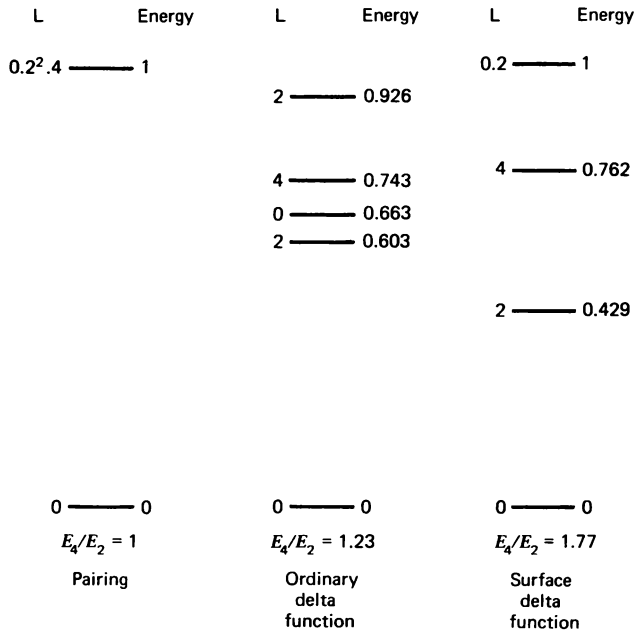 L Energy L Energy L Energy
0.2².4 1
0 0
E₄/E₂ = 1
Pairing
2 0.926
4 0.743
0 0.663
2 0.603
0 0
E₄/E₂ = 1.23
Ordinary
delta
function
0.2 1
4 0.762
2 0.429
0 0
E₄/E₂ = 1.77
Surface
delta
function